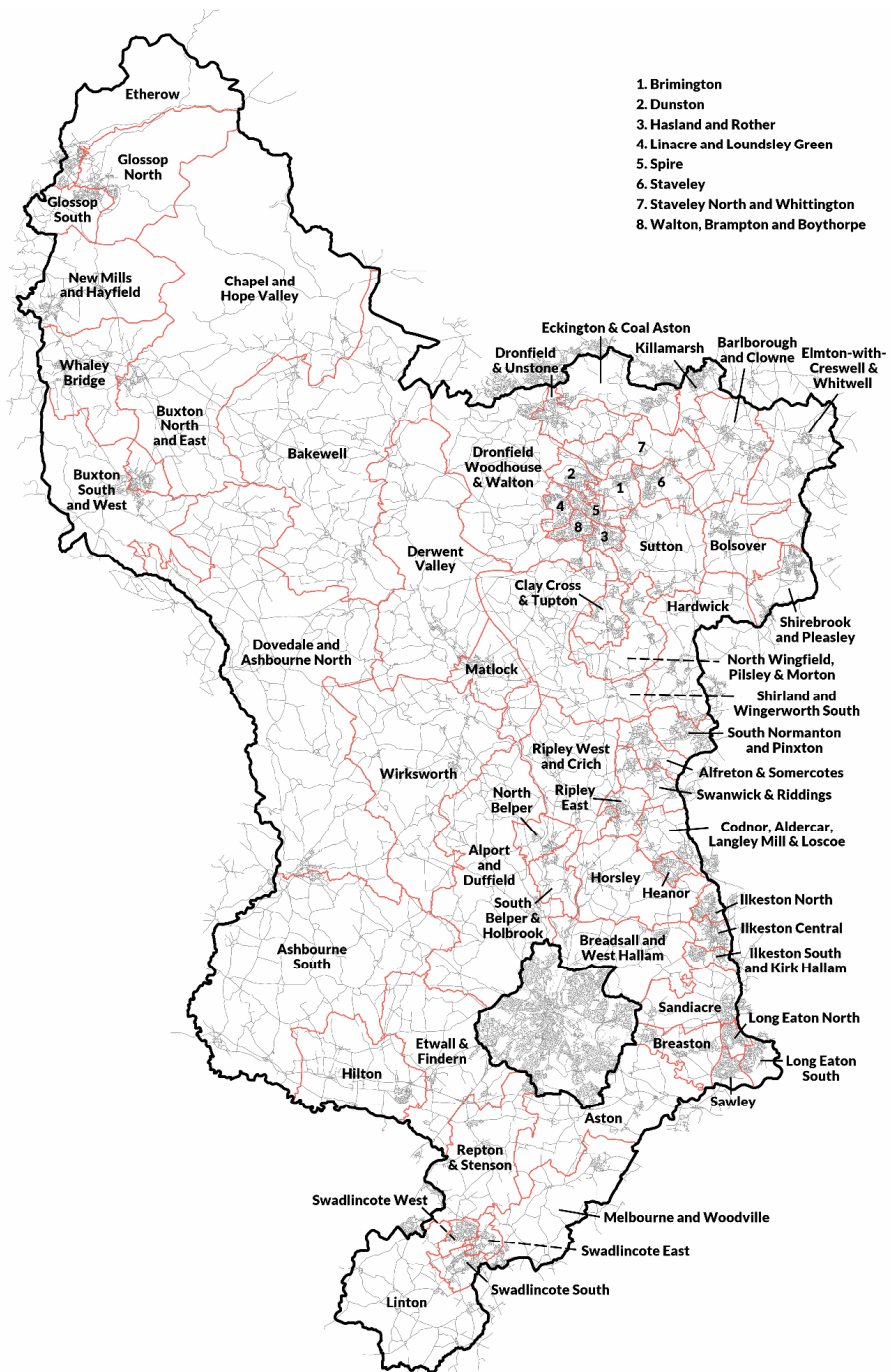 1. Brimington
2. Dunston
3. Hasland and Rother
4. Linacre and Loundsley Green
5. Spire
6. Staveley
7. Staveley North and Whittington
8. Walton, Brampton and Boythorpe
Etherow
Glossop
North
Glossop
South
New Mills
and Hayfield
Chapel and
Hope Valley
Whaley
Bridge
Buxton
North
and East
Buxton
South
and West
Bakewell
Eckington & Coal Aston
Dronfield
& Unstone
Killamarsh
Barlborough
and Clowne
Elmton-with-
Creswell &
Whitwell
Dronfield
Woodhouse
& Walton
7
2
1
6
4
5
8
3
Sutton
Bolsover
Derwent
Valley
Clay Cross
& Tupton
Hardwick
Shirebrook
and Pleasley
Dovedale and
Ashbourne North
Matlock
North Wingfield,
Pilsley & Morton
Shirland and
Wingerworth South
South Normanton
and Pinxton
Ripley West
and Crich
Alfreton & Somercotes
Wirksworth
Ripley
East
Swanwick & Riddings
North
Belper
Codnor, Aldercar,
Langley Mill & Loscoe
Alport
and
Duffield
Horsley
Heanor
South
Belper &
Holbrook
Ilkeston North
Ilkeston Central
Breadsall and
West Hallam
Ilkeston South
and Kirk Hallam
Ashbourne
South
Sandiacre
Long Eaton North
Etwall &
Findern
Breaston
Long Eaton
South
Hilton
Sawley
Aston
Repton
& Stenson
Swadlincote West
Melbourne and Woodville
Swadlincote East
Swadlincote South
Linton